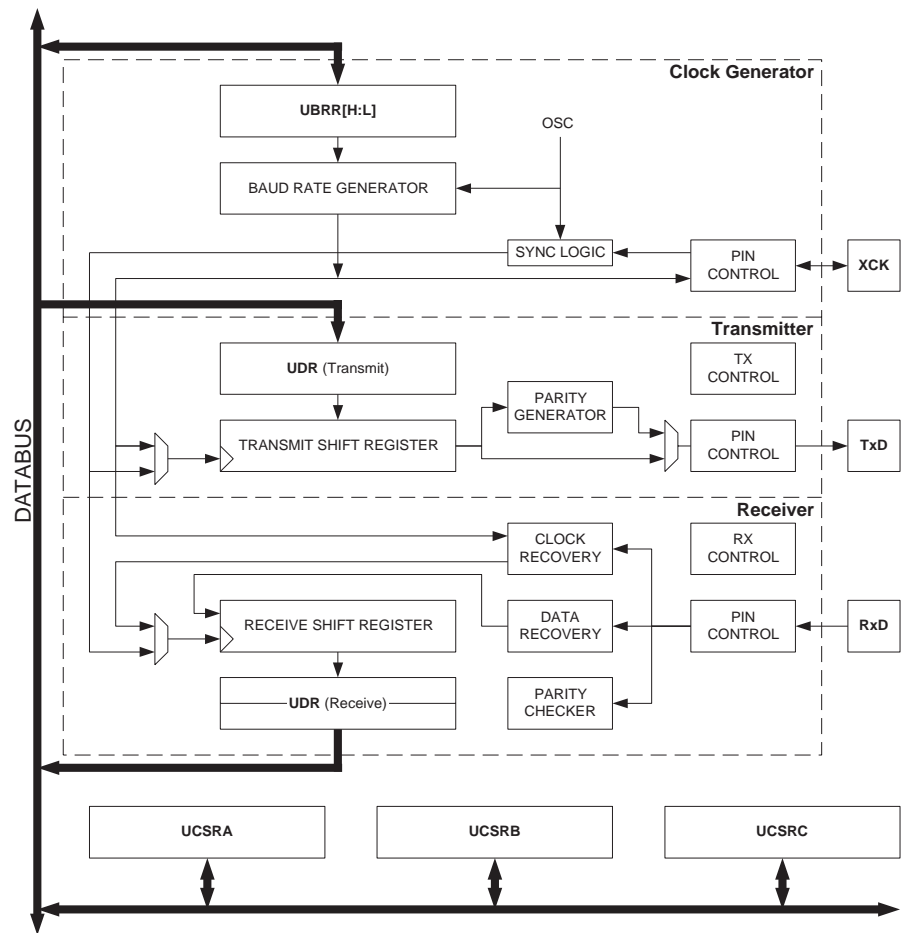 Clock Generator
UBRR[H:L]
OSC
BAUD RATE GENERATOR
SYNC LOGIC
PIN
CONTROL
XCK
Transmitter
UDR (Transmit)
TX
CONTROL
PARITY
GENERATOR
TRANSMIT SHIFT REGISTER
PIN
CONTROL
TxD
DATABUS
Receiver
CLOCK
RECOVERY
RX
CONTROL
RECEIVE SHIFT REGISTER
DATA
RECOVERY
PIN
CONTROL
RxD
UDR (Receive)
PARITY
CHECKER
UCSRA
UCSRB
UCSRC